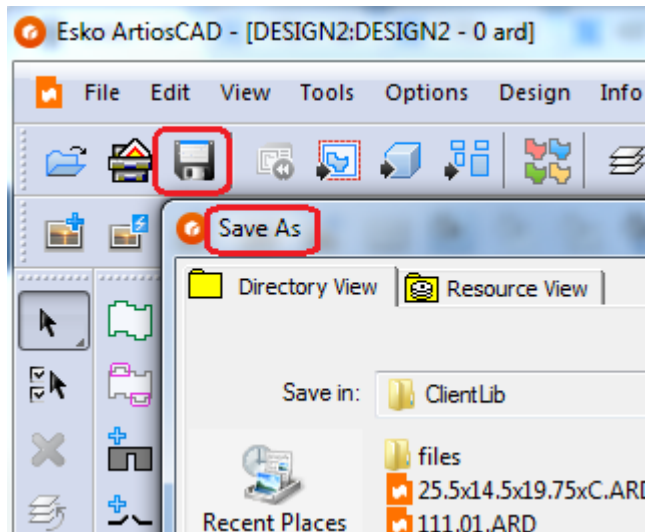 Esko ArtiosCAD - [DESIGN2:DESIGN2 - 0 ard]
File Edit View Tools Options Design Info
Save As
Directory View Resource View
Save in: ClientLib
files
25.5x14.5x19.75xC.ARD
Recent Places 111.01.ARD